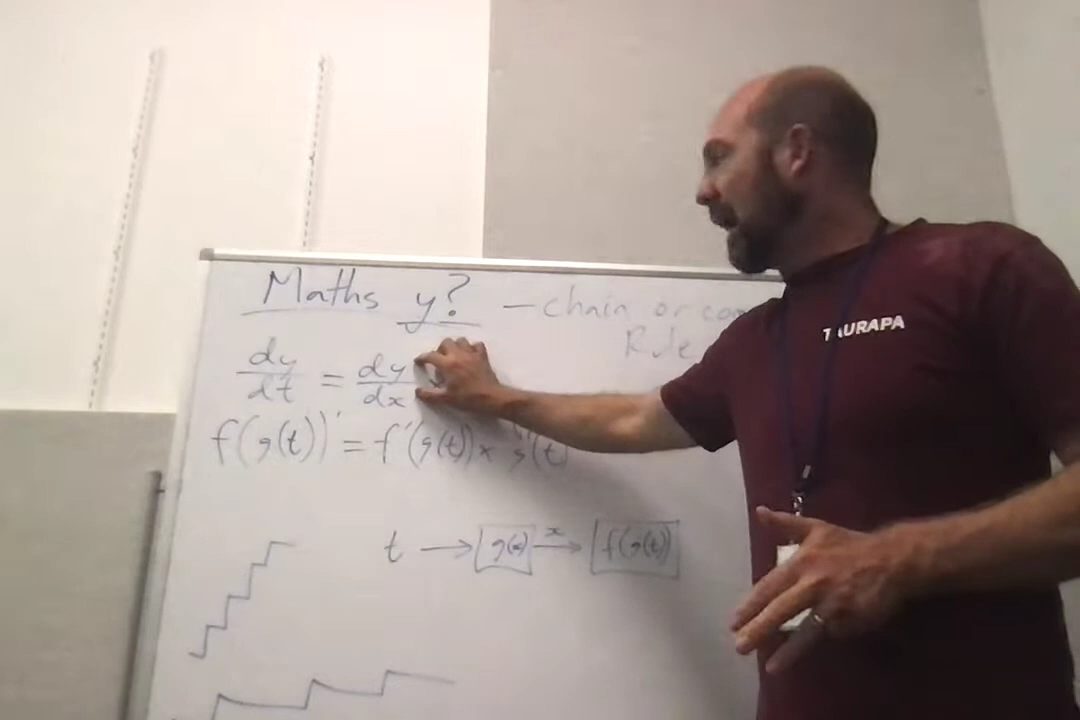 Maths y? – chain or
Rule
dy/dt = dy/dx
f(g(t))' = f'(g(t)) × g'(t)
t → g(x) x → f(g(t))
TAURAPA